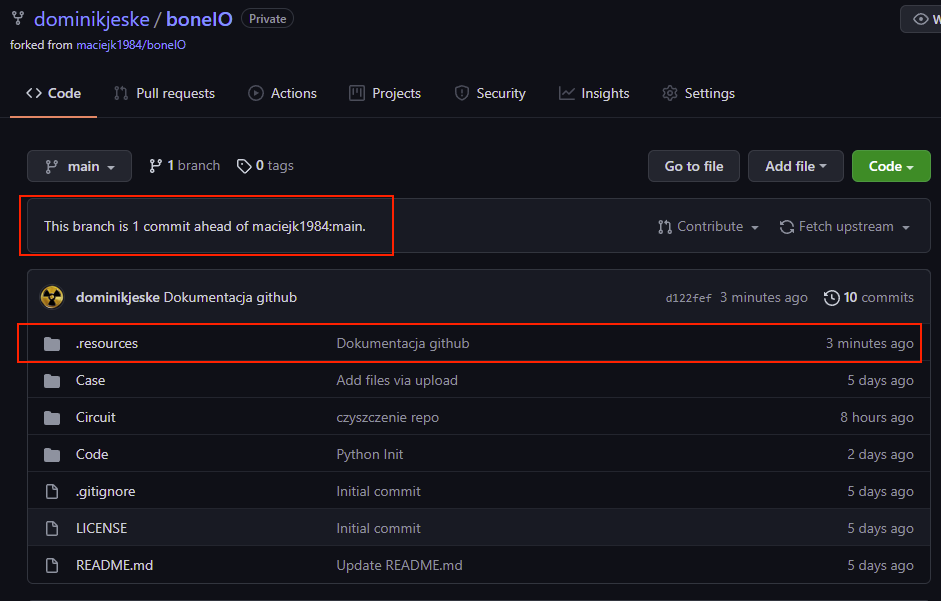 dominikjeske / boneIO Private
forked from maciejk1984/boneIO
Code Pull requests Actions Projects Security Insights Settings
main 1 branch 0 tags Go to file Add file Code
This branch is 1 commit ahead of maciejk1984:main. Contribute Fetch upstream
dominikjeske Dokumentacja github d122fef 3 minutes ago 10 commits
.resources Dokumentacja github 3 minutes ago
Case Add files via upload 5 days ago
Circuit czyszczenie repo 8 hours ago
Code Python Init 2 days ago
.gitignore Initial commit 5 days ago
LICENSE Initial commit 5 days ago
README.md Update README.md 5 days ago